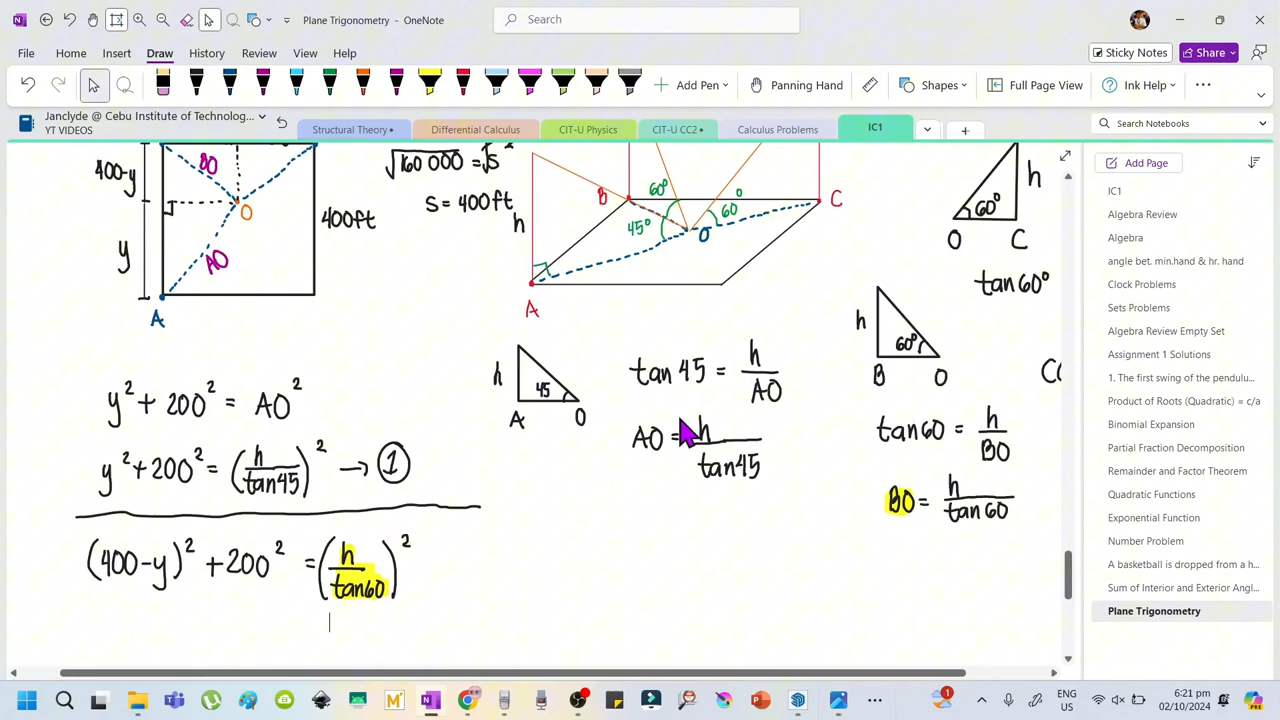 Plane Trigonometry - OneNote
Search
File Home Insert Draw History Review View Help
Sticky Notes
Share
Add Pen
Panning Hand
Shapes
Full Page View
Ink Help
Janclyde @ Cebu Institute of Technolog...
YT VIDEOS
Structural Theory
Differential Calculus
CIT-U Physics
CIT-U CC2
Calculus Problems
IC1
Search Notebooks
Add Page
IC1
Algebra Review
Algebra
angle bet. min.hand & hr. hand
Clock Problems
Sets Problems
Algebra Review Empty Set
Assignment 1 Solutions
1. The first swing of the pendulu...
Product of Roots (Quadratic) = c/a
Binomial Expansion
Partial Fraction Decomposition
Remainder and Factor Theorem
Quadratic Functions
Exponential Function
Number Problem
A basketball is dropped from a h...
Sum of Interior and Exterior Angl...
Plane Trigonometry
400-y
BO
O
y
AO
A
400ft
√160 000 = √s²
s = 400ft
h
B
60°
45°
60°
O
C
A
h
60°
O C
tan60°
h
45
A O
tan 45 = h/AO
AO = h/tan45
h
60°
B O
tan60 = h/BO
BO = h/tan60
y² + 200² = AO²
y² + 200² = (h/tan45)² → ①
(400-y)² + 200² = (h/tan60)²
ENG
US
6:21 pm
02/10/2024